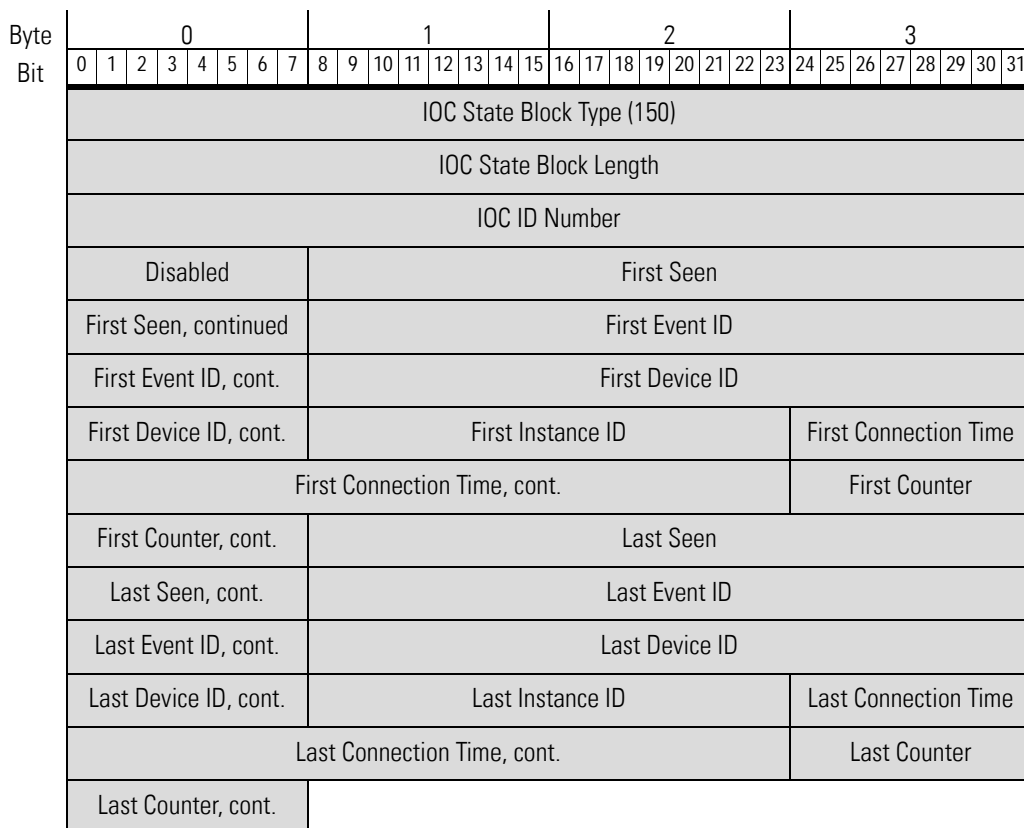 Byte 0 1 2 3
Bit 0 1 2 3 4 5 6 7 8 9 10 11 12 13 14 15 16 17 18 19 20 21 22 23 24 25 26 27 28 29 30 31
IOC State Block Type (150)
IOC State Block Length
IOC ID Number
Disabled First Seen
First Seen, continued First Event ID
First Event ID, cont. First Device ID
First Device ID, cont. First Instance ID First Connection Time
First Connection Time, cont. First Counter
First Counter, cont. Last Seen
Last Seen, cont. Last Event ID
Last Event ID, cont. Last Device ID
Last Device ID, cont. Last Instance ID Last Connection Time
Last Connection Time, cont. Last Counter
Last Counter, cont.